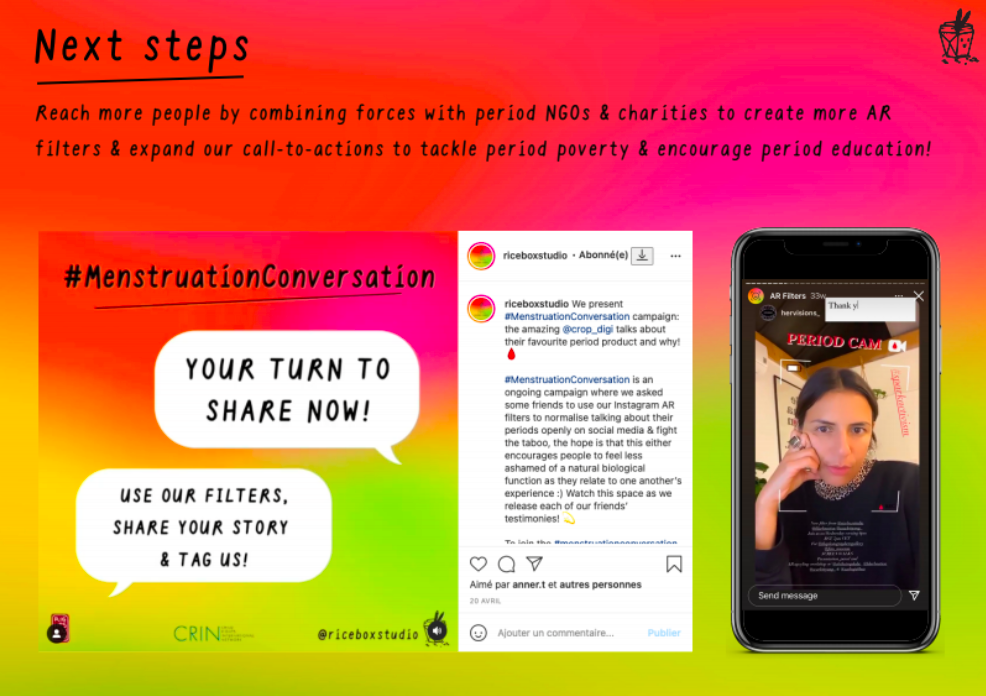 Next steps
Reach more people by combining forces with period NGOs & charities to create more AR
filters & expand our call-to-actions to tackle period poverty & encourage period education!
#MenstruationConversation
YOUR TURN TO
SHARE NOW!
USE OUR FILTERS,
SHARE YOUR STORY
& TAG US!
CRIN
@riceboxstudio
riceboxstudio • Abonné(e)
riceboxstudio We present
#MenstruationConversation campaign:
the amazing @crop_digi talks about
their favourite period product and why!
#MenstruationConversation is an
ongoing campaign where we asked
some friends to use our Instagram AR
filters to normalise talking about their
periods openly on social media & fight
the taboo, the hope is that this either
encourages people to feel less
ashamed of a natural biological
function as they relate to one another's
experience :) Watch this space as we
release each of our friends'
testimonies!
To join the #menstruationconversation
Aimé par anner.t et autres personnes
20 AVRIL
Ajouter un commentaire...
Publier
AR Filters 33w
hervisions_
Thank y
PERIOD CAM
Send message